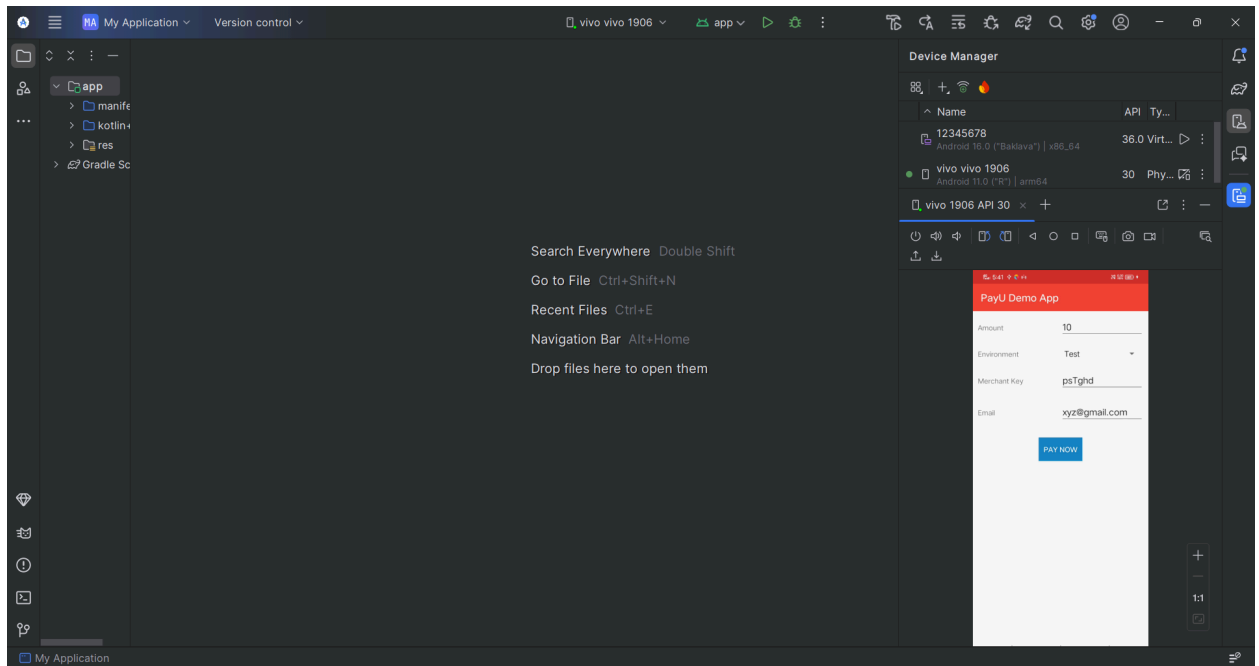 MA My Application Version control
vivo vivo 1906 app
app
manife
kotlin+
res
Gradle Sc
Search Everywhere Double Shift
Go to File Ctrl+Shift+N
Recent Files Ctrl+E
Navigation Bar Alt+Home
Drop files here to open them
Device Manager
Name API Ty...
12345678
Android 16.0 ("Baklava") | x86_64
36.0 Virt...
vivo vivo 1906
Android 11.0 ("R") | arm64
30 Phy...
vivo 1906 API 30
5:41
PayU Demo App
Amount 10
Environment Test
Merchant Key psTghd
Email xyz@gmail.com
PAY NOW
1:1
My Application